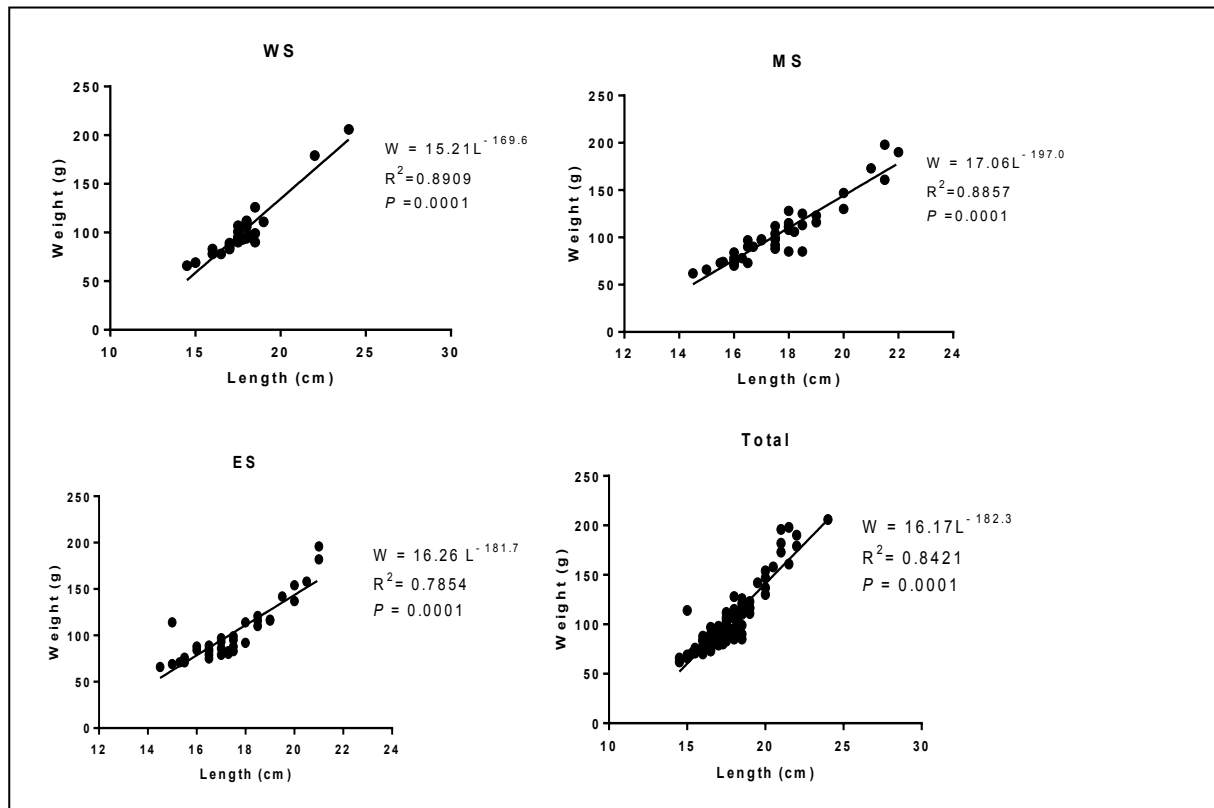 WS
Weight (g)
250
200
150
100
50
0
10 15 20 25 30
Length (cm)
W = 15.21L^- 169.6
R²=0.8909
P =0.0001
MS
Weight (g)
250
200
150
100
50
0
12 14 16 18 20 22 24
Length (cm)
W = 17.06L^- 197.0
R²=0.8857
P =0.0001
ES
Weight (g)
250
200
150
100
50
0
12 14 16 18 20 22 24
Length (cm)
W = 16.26 L^- 181.7
R²= 0.7854
P = 0.0001
Total
Weight (g)
250
200
150
100
50
0
10 15 20 25 30
Length (cm)
W = 16.17L^- 182.3
R²= 0.8421
P = 0.0001